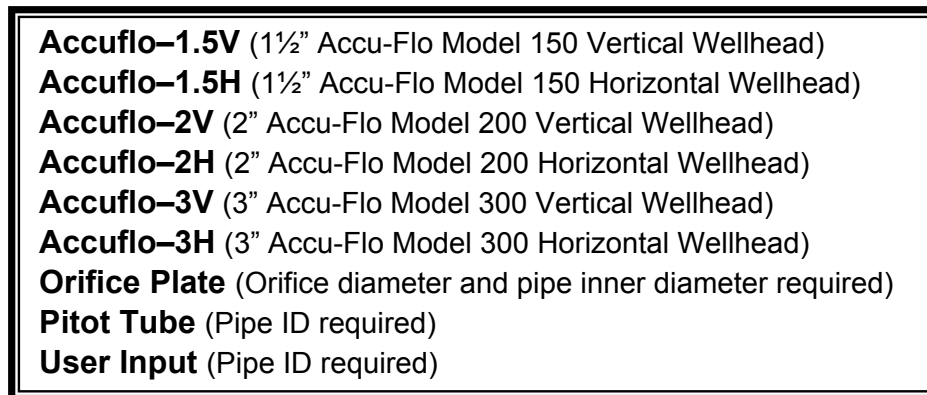 Accuflo–1.5V (1½” Accu-Flo Model 150 Vertical Wellhead)
Accuflo–1.5H (1½” Accu-Flo Model 150 Horizontal Wellhead)
Accuflo–2V (2” Accu-Flo Model 200 Vertical Wellhead)
Accuflo–2H (2” Accu-Flo Model 200 Horizontal Wellhead)
Accuflo–3V (3” Accu-Flo Model 300 Vertical Wellhead)
Accuflo–3H (3” Accu-Flo Model 300 Horizontal Wellhead)
Orifice Plate (Orifice diameter and pipe inner diameter required)
Pitot Tube (Pipe ID required)
User Input (Pipe ID required)